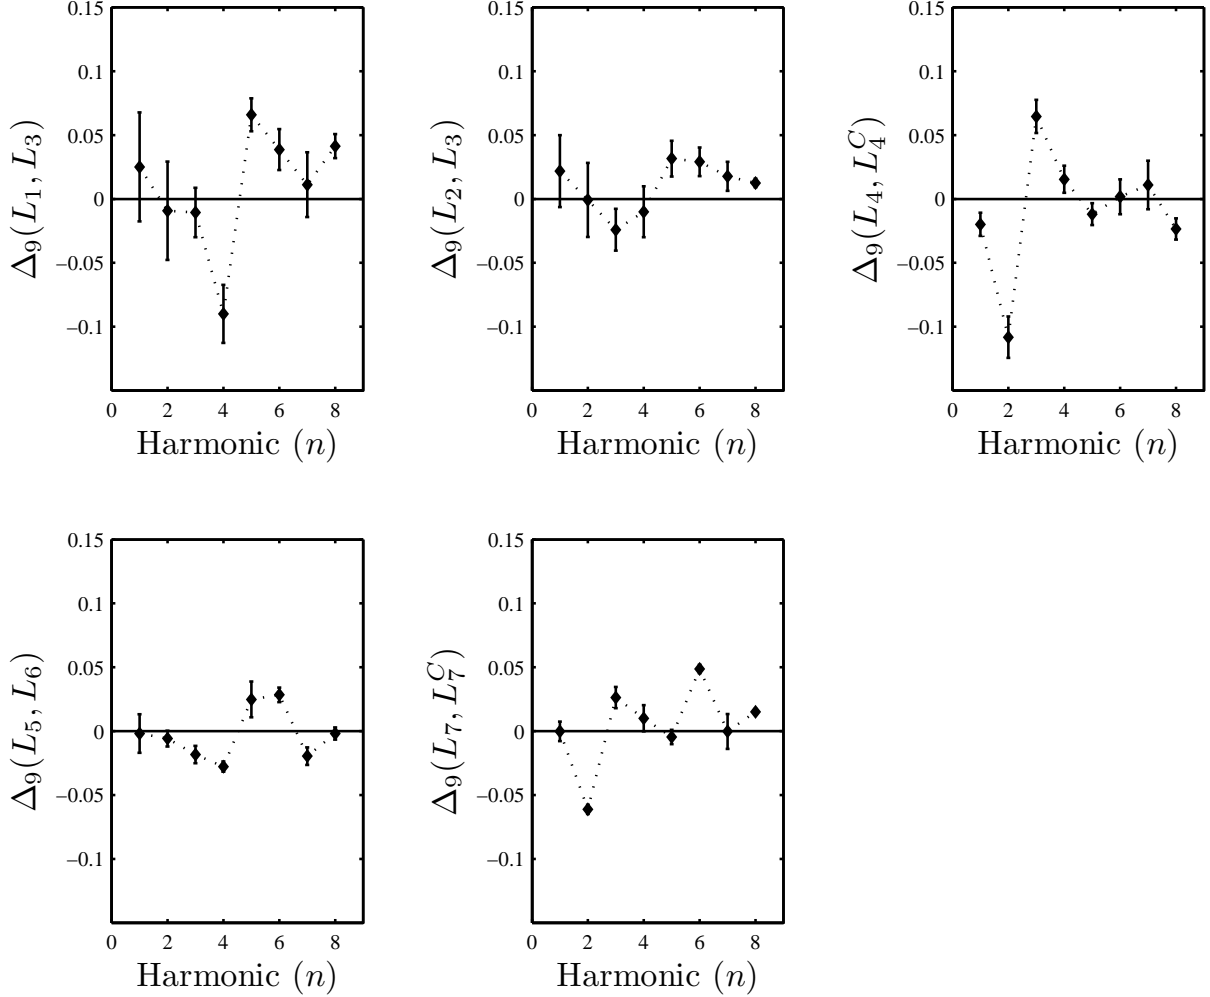 0.15
0.1
0.05
0
−0.05
−0.1
0 2 4 6 8
Harmonic (n)
Δ₉(L₁, L₃)
0.15
0.1
0.05
0
−0.05
−0.1
0 2 4 6 8
Harmonic (n)
Δ₉(L₂, L₃)
0.15
0.1
0.05
0
−0.05
−0.1
0 2 4 6 8
Harmonic (n)
Δ₉(L₄, L₄ᶜ)
0.15
0.1
0.05
0
−0.05
−0.1
0 2 4 6 8
Harmonic (n)
Δ₉(L₅, L₆)
0.15
0.1
0.05
0
−0.05
−0.1
0 2 4 6 8
Harmonic (n)
Δ₉(L₇, L₇ᶜ)